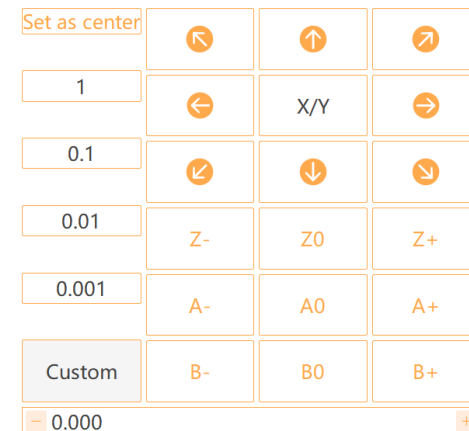 Set as center
1
X/Y
0.1
0.01
Z- Z0 Z+
0.001
A- A0 A+
Custom
B- B0 B+
- 0.000 +